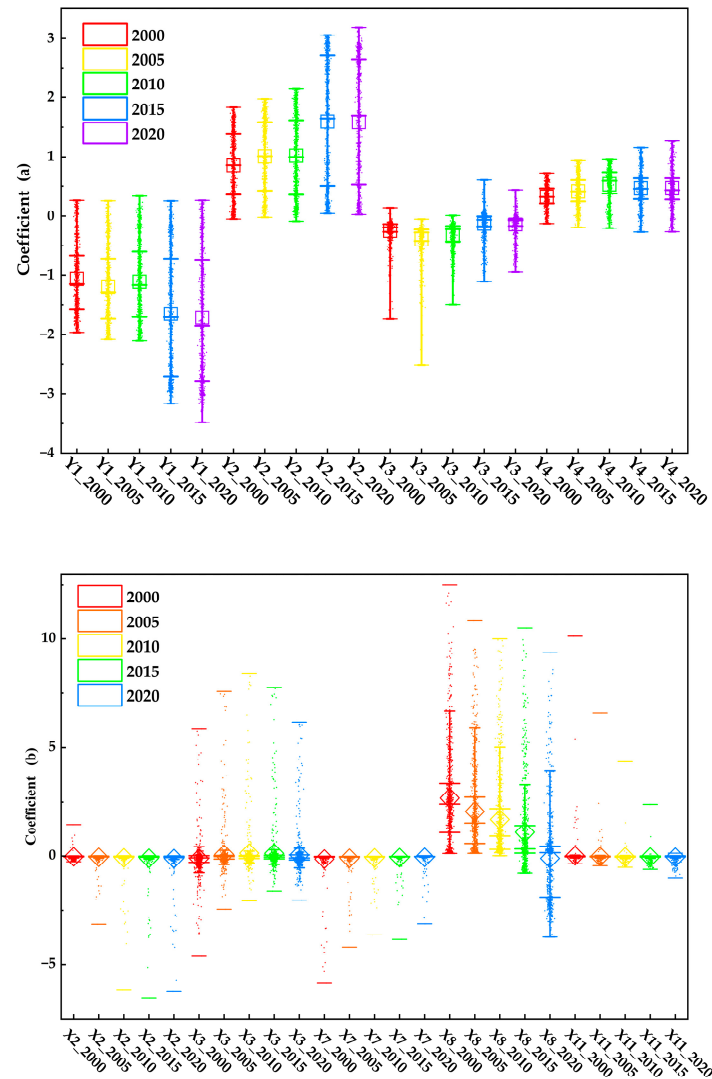 3
2
1
0
−1
−2
−3
−4
Coefficient (a)
2000
2005
2010
2015
2020
Y1_2000
Y1_2005
Y1_2010
Y1_2015
Y1_2020
Y2_2000
Y2_2005
Y2_2010
Y2_2015
Y2_2020
Y3_2000
Y3_2005
Y3_2010
Y3_2015
Y3_2020
Y4_2000
Y4_2005
Y4_2010
Y4_2015
Y4_2020
10
5
0
−5
Coefficient (b)
2000
2005
2010
2015
2020
X2_2000
X2_2005
X2_2010
X2_2015
X2_2020
X3_2000
X3_2005
X3_2010
X3_2015
X3_2020
X7_2000
X7_2005
X7_2010
X7_2015
X7_2020
X8_2000
X8_2005
X8_2010
X8_2015
X8_2020
X11_2000
X11_2005
X11_2010
X11_2015
X11_2020